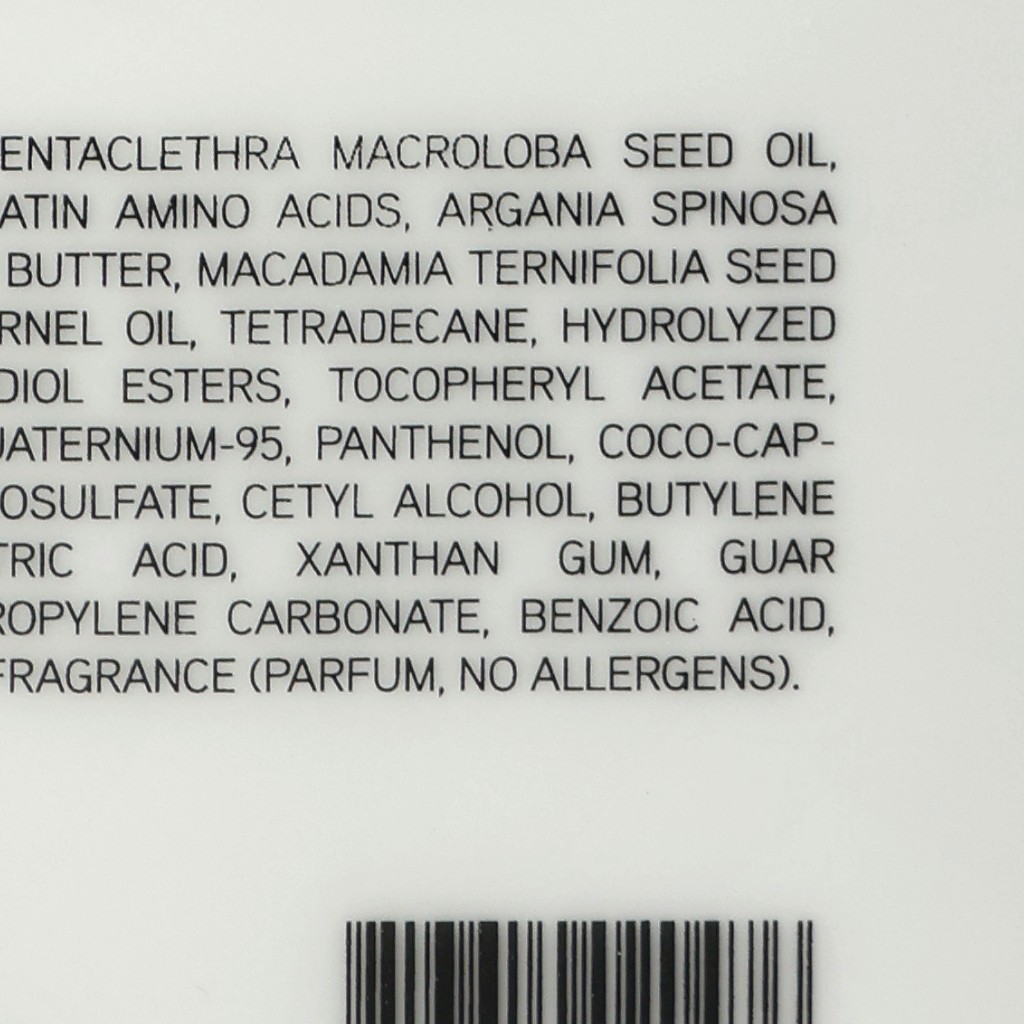 ENTACLETHRA MACROLOBA SEED OIL,
ATIN AMINO ACIDS, ARGANIA SPINOSA
BUTTER, MACADAMIA TERNIFOLIA SEED
RNEL OIL, TETRADECANE, HYDROLYZED
DIOL ESTERS, TOCOPHERYL ACETATE,
UATERNIUM-95, PANTHENOL, COCO-CAP-
OSULFATE, CETYL ALCOHOL, BUTYLENE
TRIC ACID, XANTHAN GUM, GUAR
ROPYLENE CARBONATE, BENZOIC ACID,
FRAGRANCE (PARFUM, NO ALLERGENS).